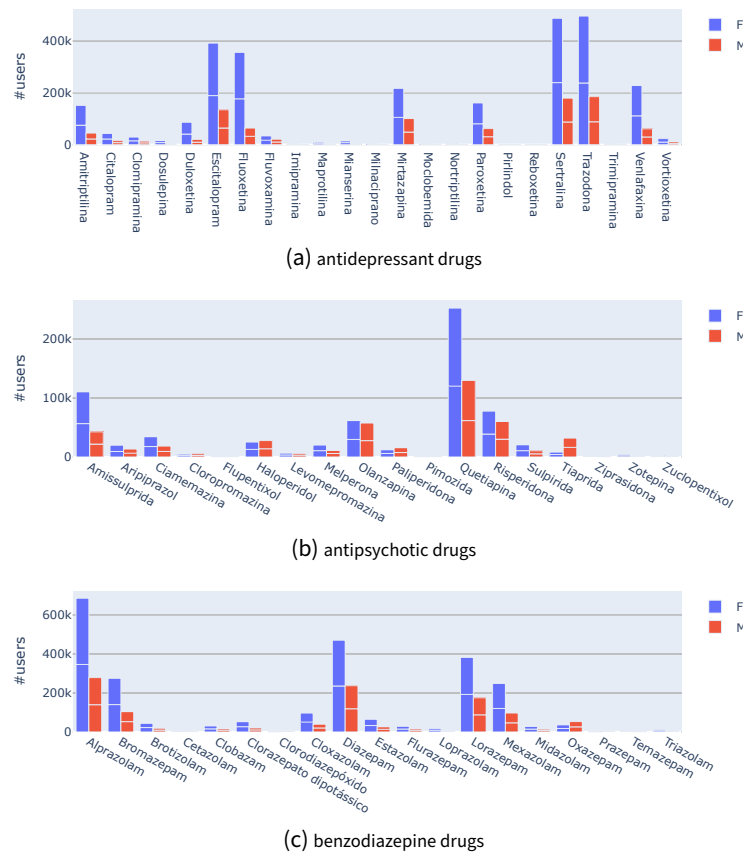 400k
200k
0
#users
F
M
Amitriptilina
Citalopram
Clomipramina
Dosulepina
Duloxetina
Escitalopram
Fluoxetina
Fluvoxamina
Imipramina
Maprotilina
Mianserina
Milnaciprano
Mirtazapina
Moclobemida
Nortriptilina
Paroxetina
Pirlindol
Reboxetina
Sertralina
Trazodona
Trimipramina
Venlafaxina
Vortioxetina
(a) antidepressant drugs
200k
100k
0
#users
F
M
Amissulprida
Aripiprazol
Ciamemazina
Cloropromazina
Flupentixol
Haloperidol
Levomepromazina
Melperona
Olanzapina
Paliperidona
Pimozida
Quetiapina
Risperidona
Sulpirida
Tiaprida
Ziprasidona
Zotepina
Zuclopentixol
(b) antipsychotic drugs
600k
400k
200k
0
#users
F
M
Alprazolam
Bromazepam
Brotizolam
Cetazolam
Clobazam
Clorazepato dipotássico
Clorodiazepóxido
Cloxazolam
Diazepam
Estazolam
Flurazepam
Loprazolam
Lorazepam
Mexazolam
Midazolam
Oxazepam
Prazepam
Temazepam
Triazolam
(c) benzodiazepine drugs